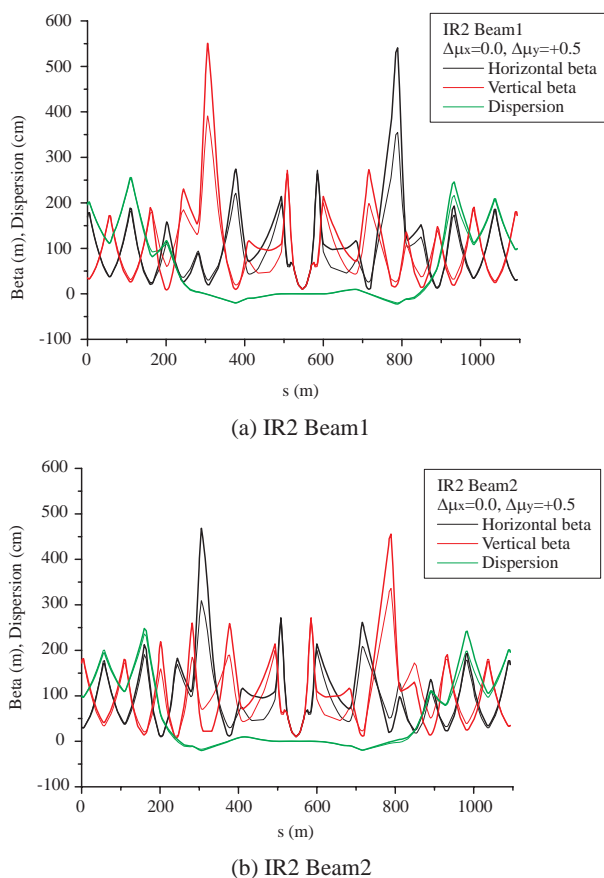 IR2 Beam1
Δμx=0.0, Δμy=+0.5
Horizontal beta
Vertical beta
Dispersion
600
500
400
300
200
100
0
-100
Beta (m), Dispersion (cm)
0 200 400 600 800 1000
s (m)
(a) IR2 Beam1
IR2 Beam2
Δμx=0.0, Δμy=+0.5
Horizontal beta
Vertical beta
Dispersion
600
500
400
300
200
100
0
-100
Beta (m), Dispersion (cm)
0 200 400 600 800 1000
s (m)
(b) IR2 Beam2